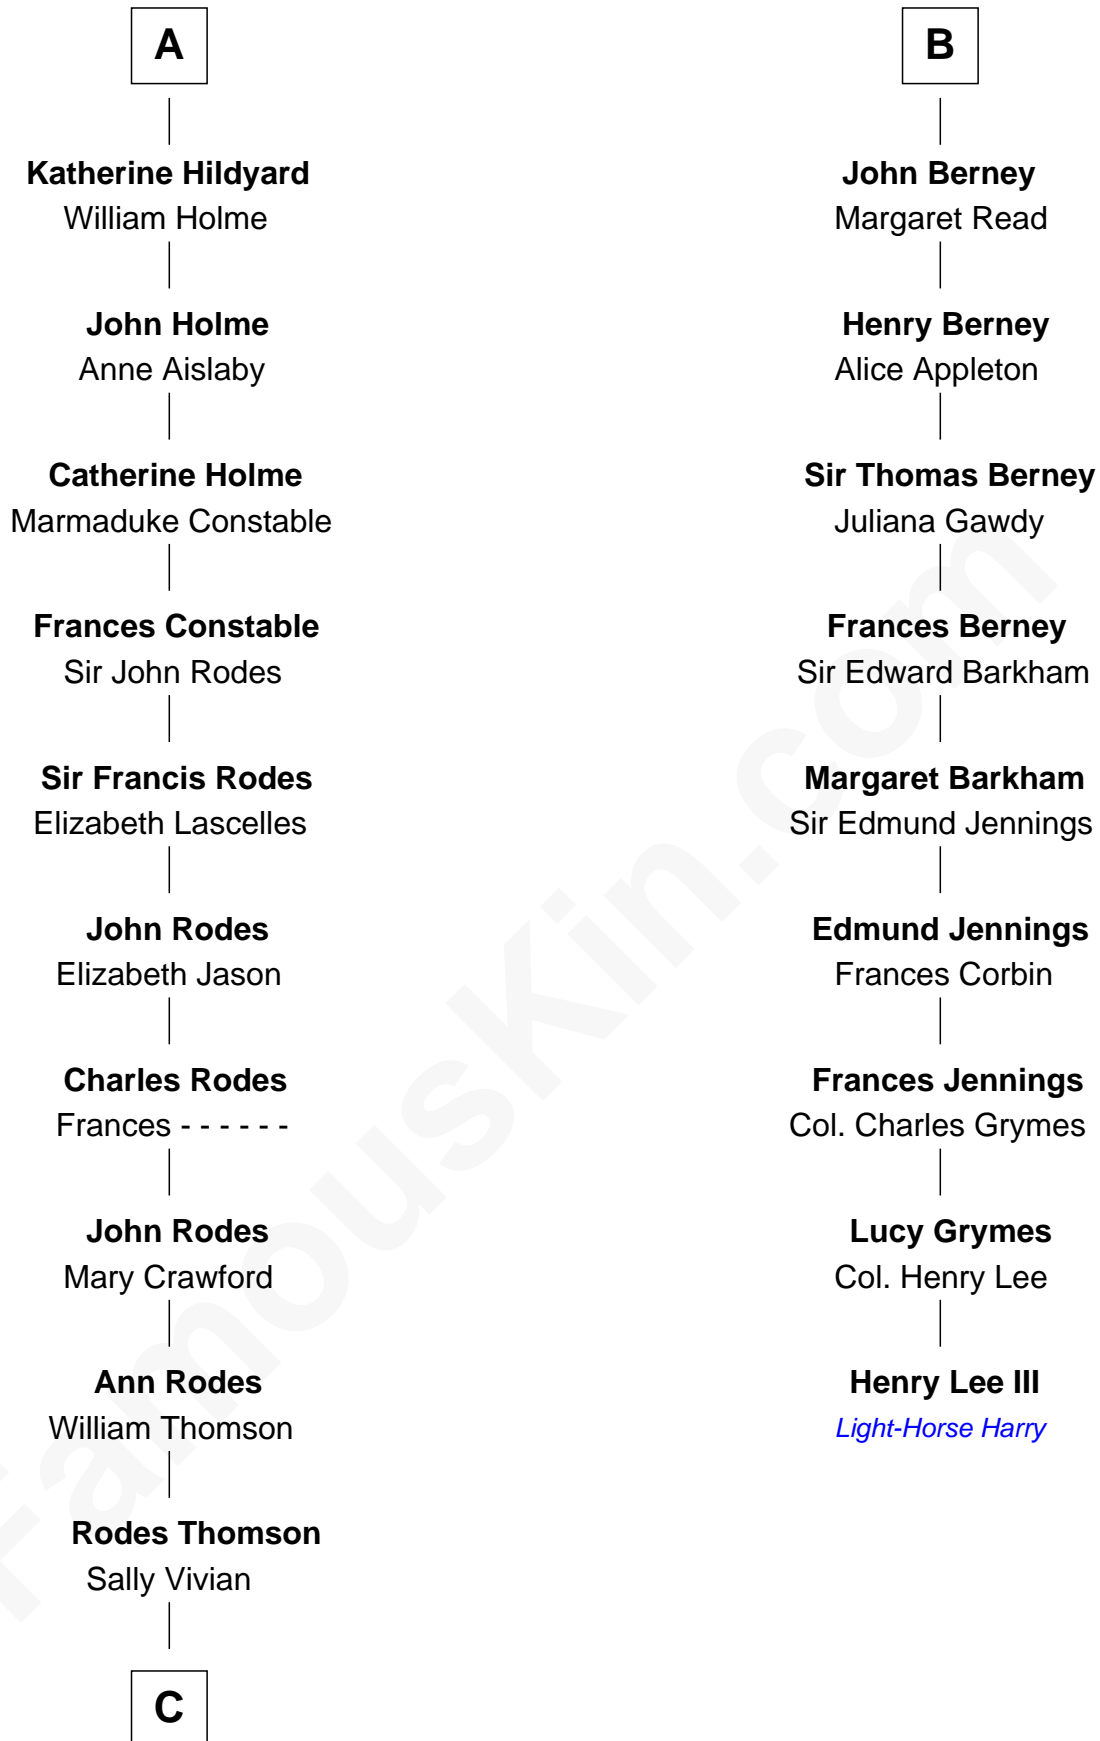 A
Katherine Hildyard
William Holme
John Holme
Anne Aislaby
Catherine Holme
Marmaduke Constable
Frances Constable
Sir John Rodes
Sir Francis Rodes
Elizabeth Lascelles
John Rodes
Elizabeth Jason
Charles Rodes
Frances - - - - - -
John Rodes
Mary Crawford
Ann Rodes
William Thomson
Rodes Thomson
Sally Vivian
C
B
John Berney
Margaret Read
Henry Berney
Alice Appleton
Sir Thomas Berney
Juliana Gawdy
Frances Berney
Sir Edward Barkham
Margaret Barkham
Sir Edmund Jennings
Edmund Jennings
Frances Corbin
Frances Jennings
Col. Charles Grymes
Lucy Grymes
Col. Henry Lee
Henry Lee III
Light-Horse Harry
FamousKin.com